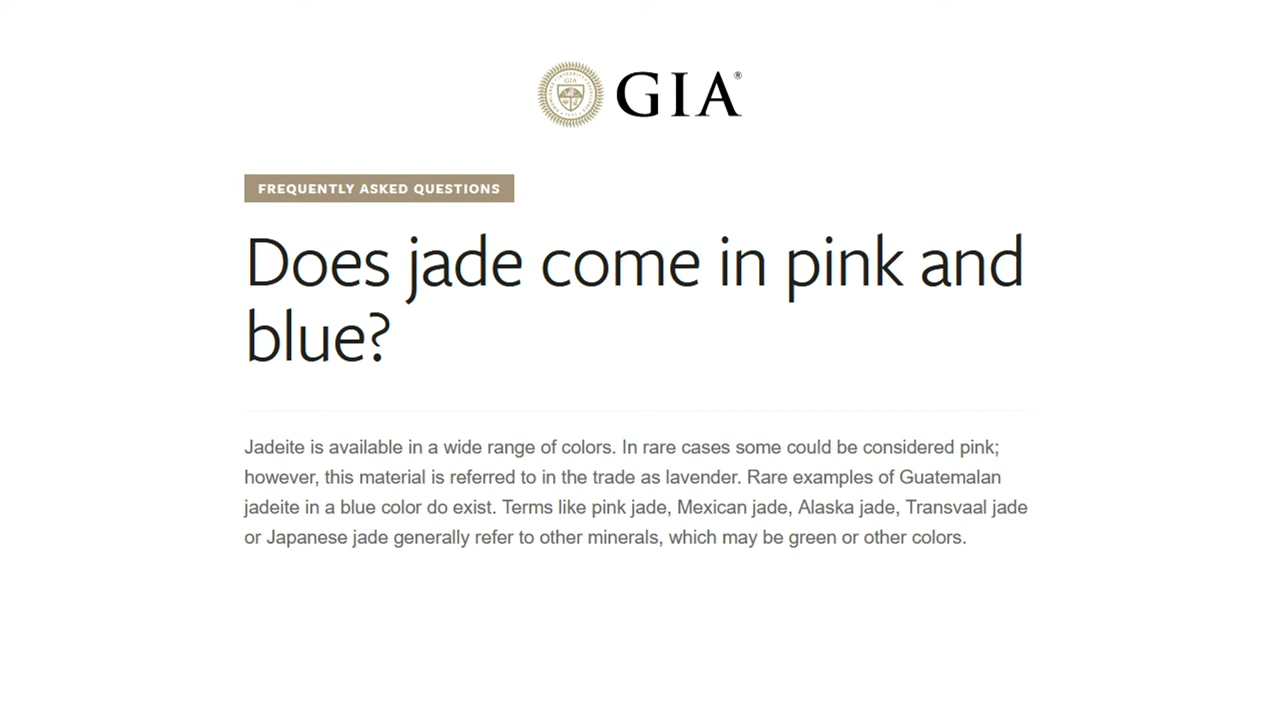 GIA®
FREQUENTLY ASKED QUESTIONS
Does jade come in pink and
blue?
Jadeite is available in a wide range of colors. In rare cases some could be considered pink;
however, this material is referred to in the trade as lavender. Rare examples of Guatemalan
jadeite in a blue color do exist. Terms like pink jade, Mexican jade, Alaska jade, Transvaal jade
or Japanese jade generally refer to other minerals, which may be green or other colors.